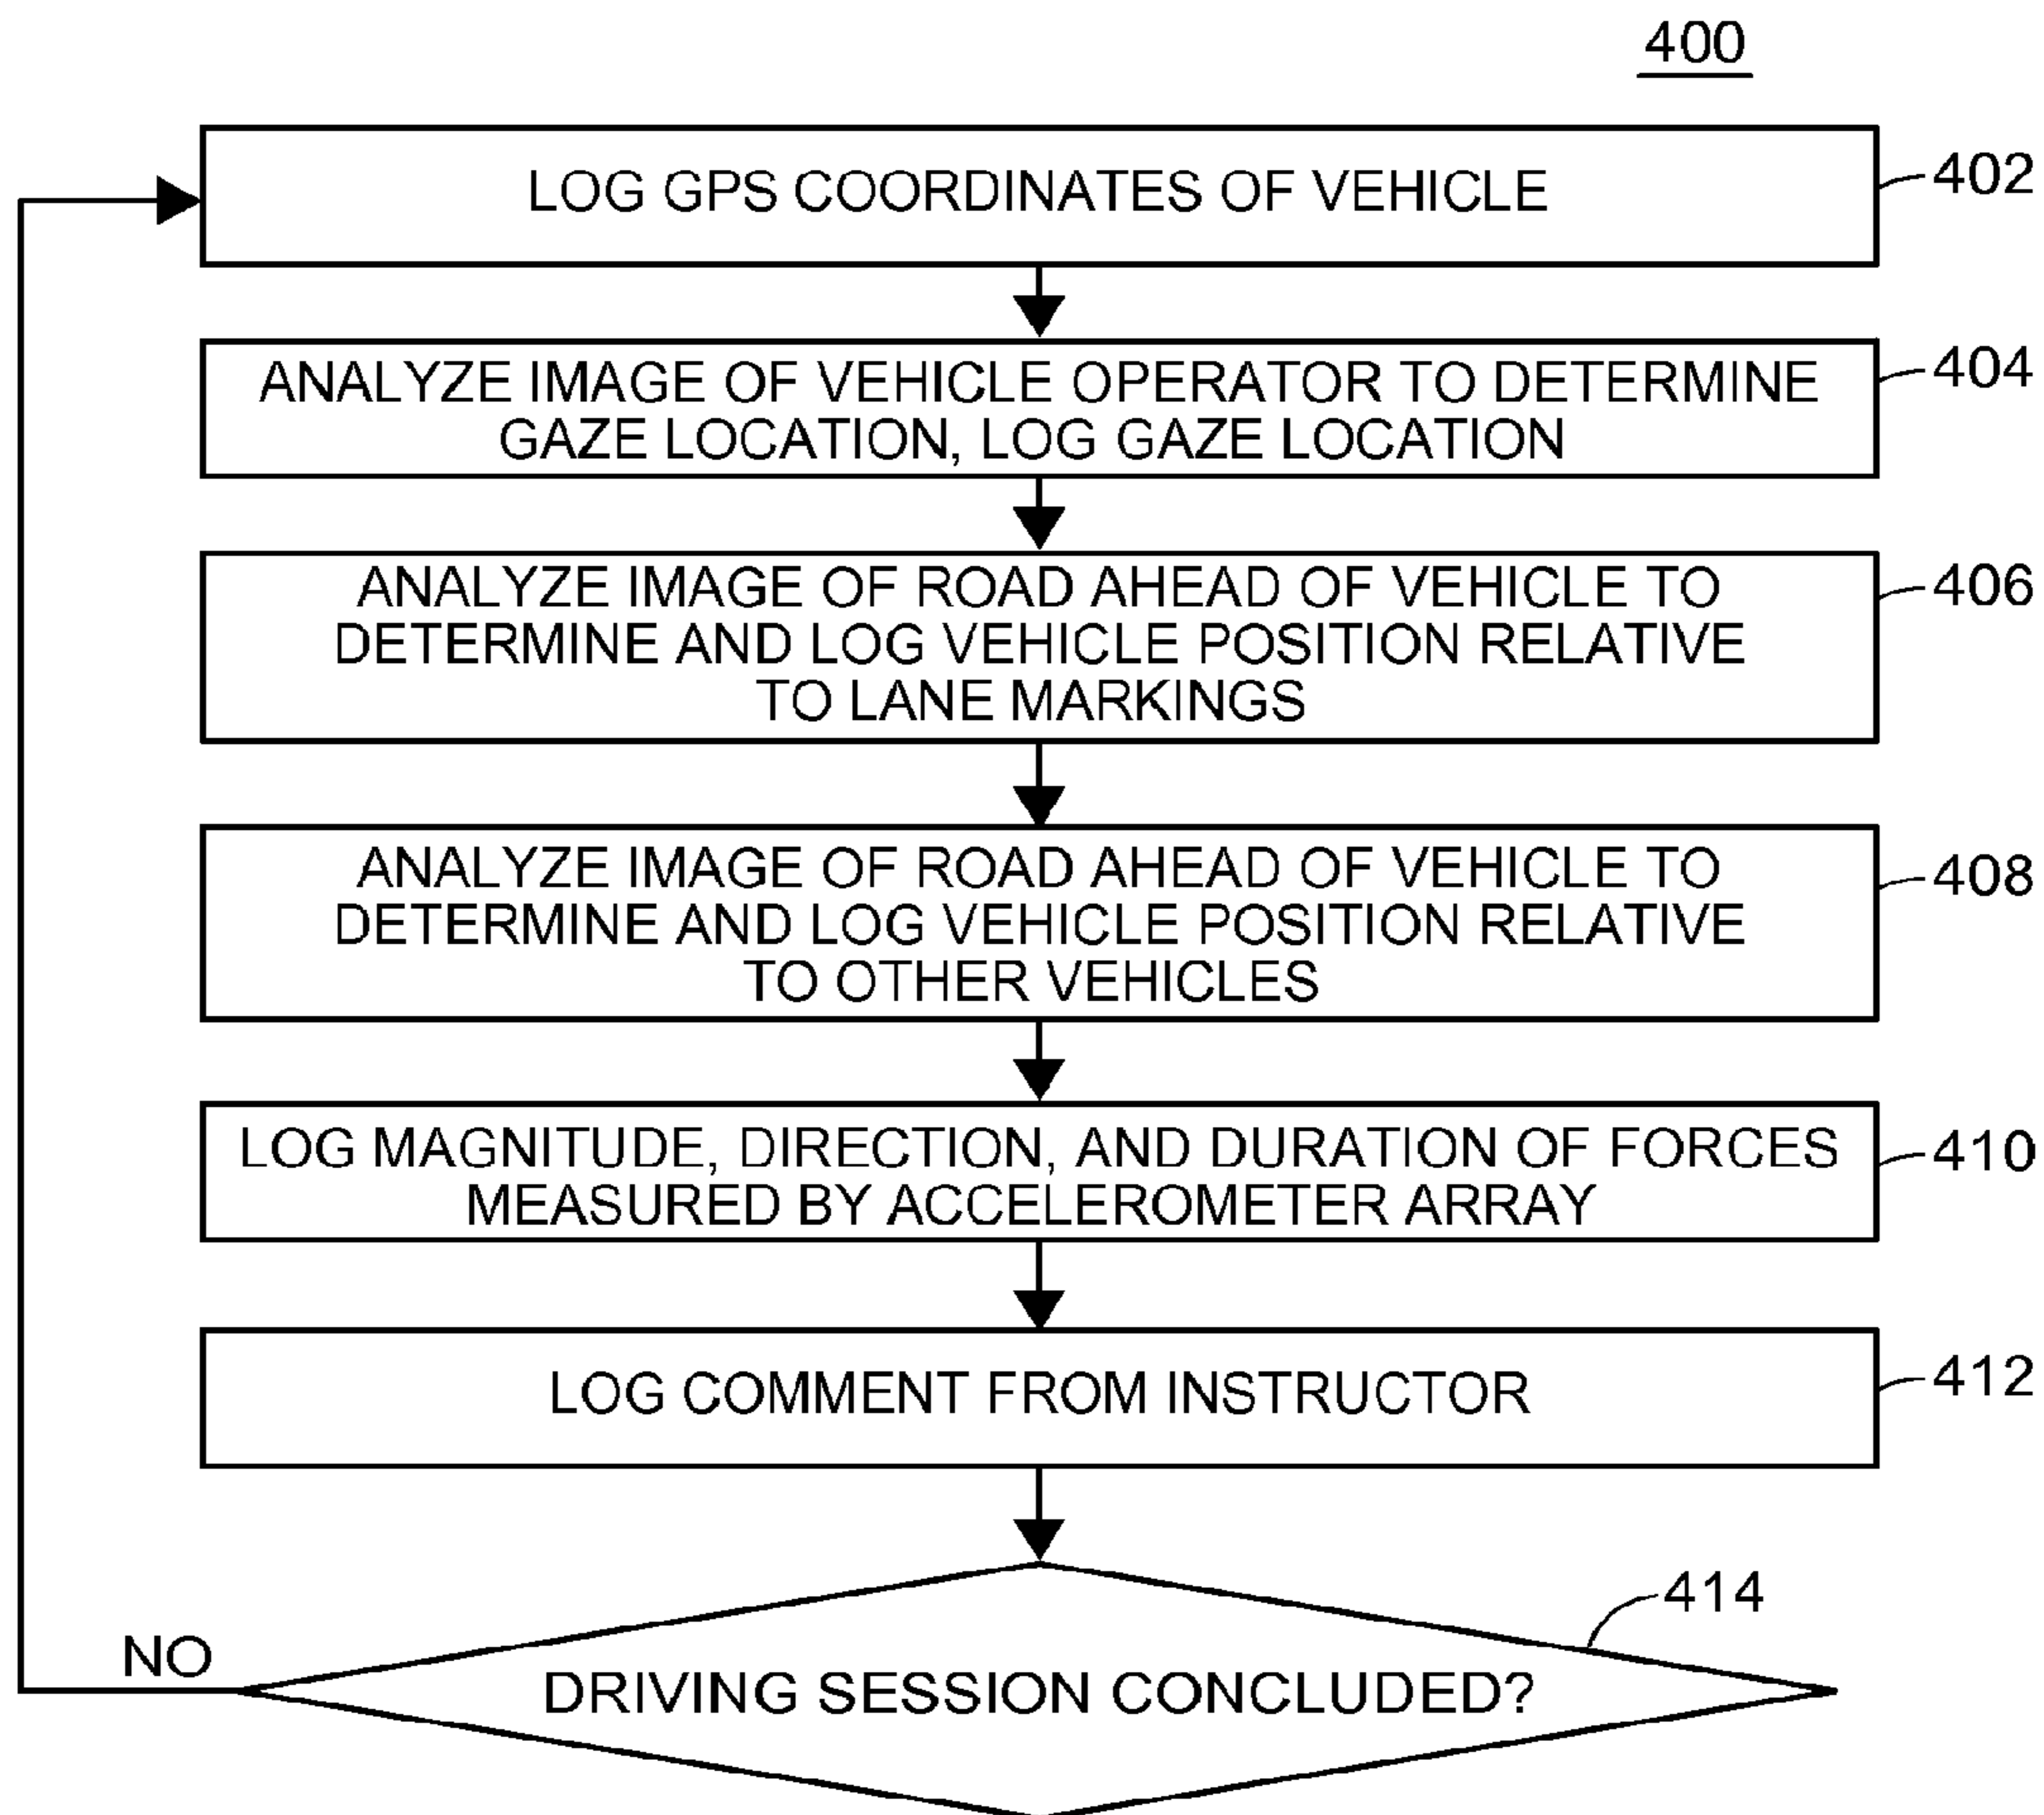 400
LOG GPS COORDINATES OF VEHICLE
402
ANALYZE IMAGE OF VEHICLE OPERATOR TO DETERMINE
GAZE LOCATION, LOG GAZE LOCATION
404
ANALYZE IMAGE OF ROAD AHEAD OF VEHICLE TO
DETERMINE AND LOG VEHICLE POSITION RELATIVE
TO LANE MARKINGS
406
ANALYZE IMAGE OF ROAD AHEAD OF VEHICLE TO
DETERMINE AND LOG VEHICLE POSITION RELATIVE
TO OTHER VEHICLES
408
LOG MAGNITUDE, DIRECTION, AND DURATION OF FORCES
MEASURED BY ACCELEROMETER ARRAY
410
LOG COMMENT FROM INSTRUCTOR
412
414
NO
DRIVING SESSION CONCLUDED?